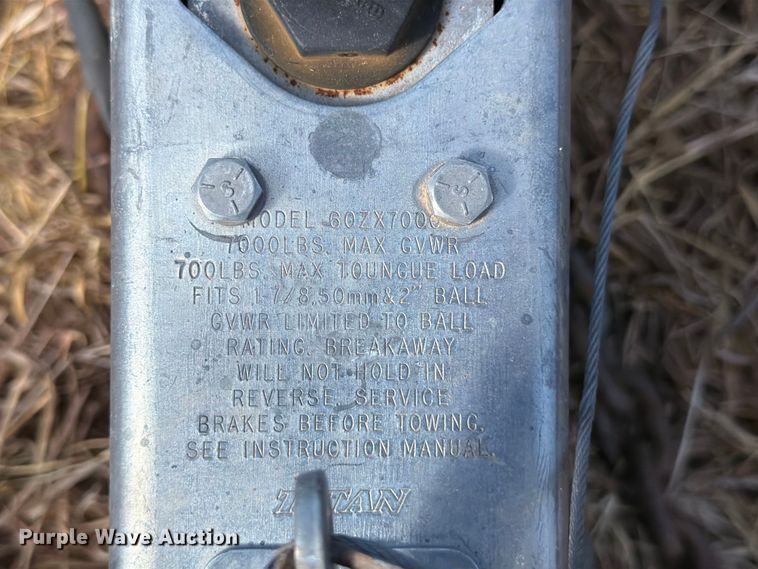 MODEL 60ZX7000
7000LBS. MAX GVWR
700LBS. MAX TOUNGUE LOAD
FITS 1-7/8,50mm&2" BALL
GVWR LIMITED TO BALL
RATING. BREAKAWAY
WILL NOT HOLD IN
REVERSE. SERVICE
BRAKES BEFORE TOWING.
SEE INSTRUCTION MANUAL.
TITAN
Purple Wave Auction